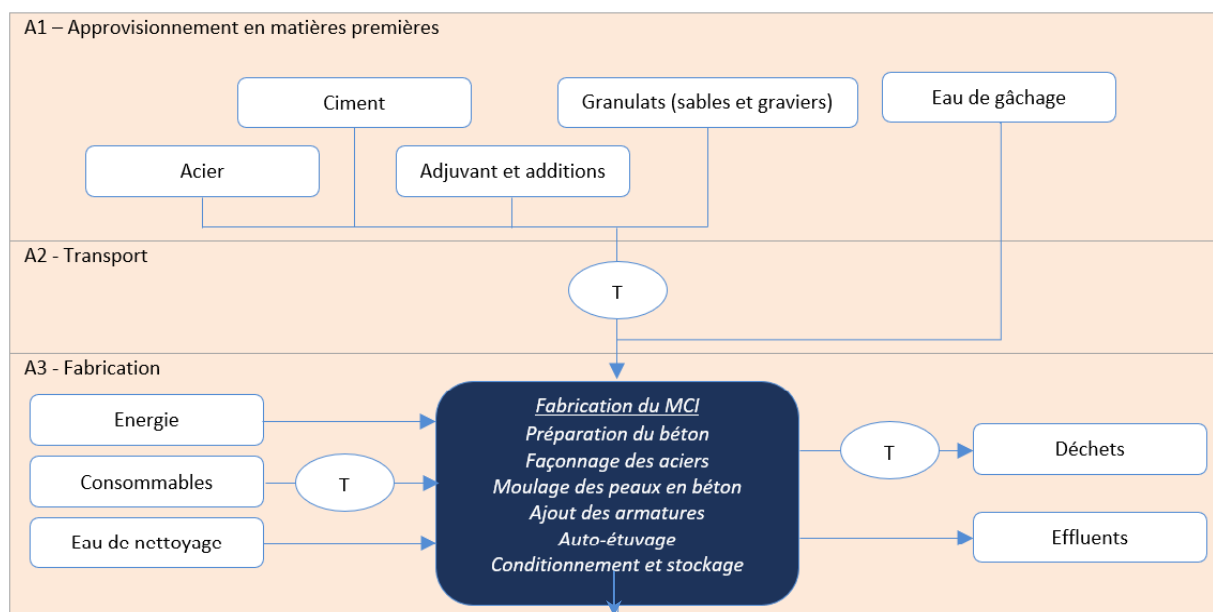 A1 – Approvisionnement en matières premières
Ciment
Granulats (sables et graviers)
Eau de gâchage
Acier
Adjuvant et additions
A2 - Transport
T
A3 - Fabrication
Energie
Consommables
T
Eau de nettoyage
Fabrication du MCI
Préparation du béton
Façonnage des aciers
Moulage des peaux en béton
Ajout des armatures
Auto-étuvage
Conditionnement et stockage
T
Déchets
Effluents